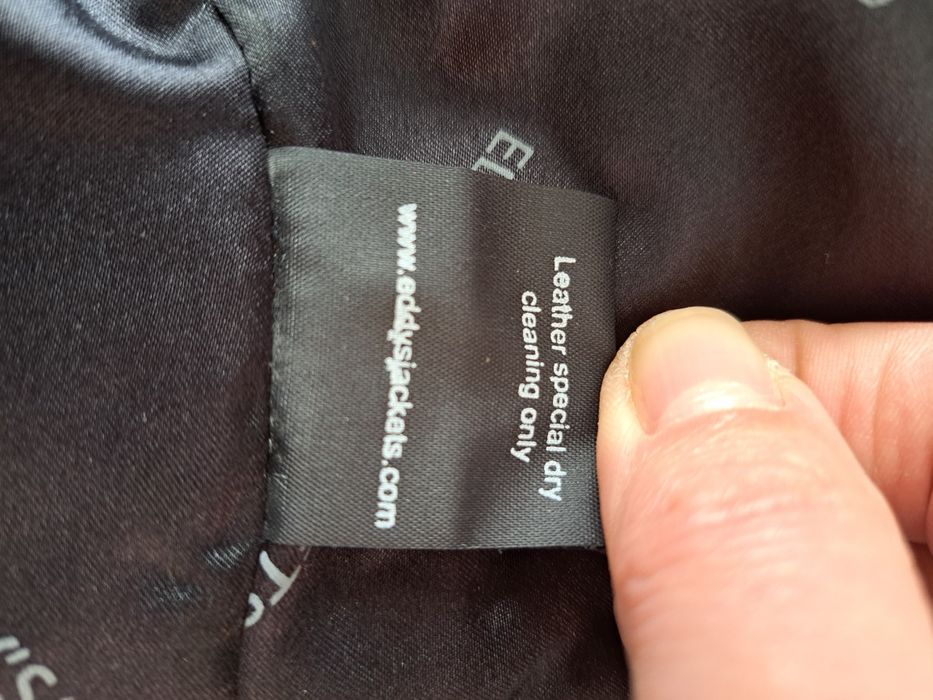 Leather special dry
cleaning only
www.eddysjackets.com